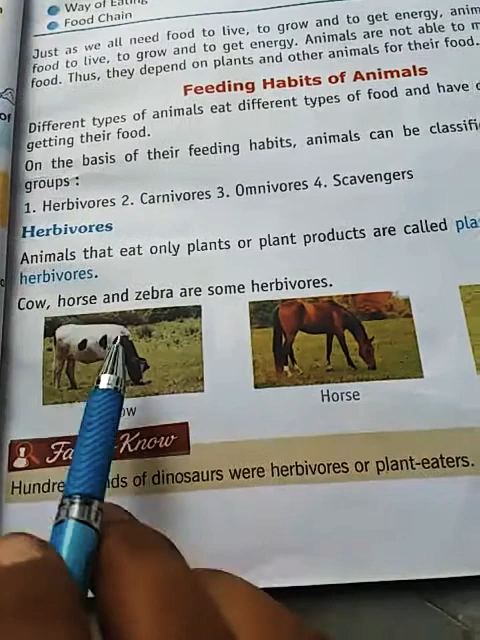 Way of Eating
Food Chain
Just as we all need food to live, to grow and to get energy,
food to live, to grow and to get energy. Animals are not able to
food. Thus, they depend on plants and other animals for their food.
Feeding Habits of Animals
Different types of animals eat different types of food and have
getting their food.
On the basis of their feeding habits, animals can be
groups :
1. Herbivores 2. Carnivores 3. Omnivores 4. Scavengers
Herbivores
Animals that eat only plants or plant products are called
herbivores.
Cow, horse and zebra are some herbivores.
Horse
Know
of dinosaurs were herbivores or plant-eaters.